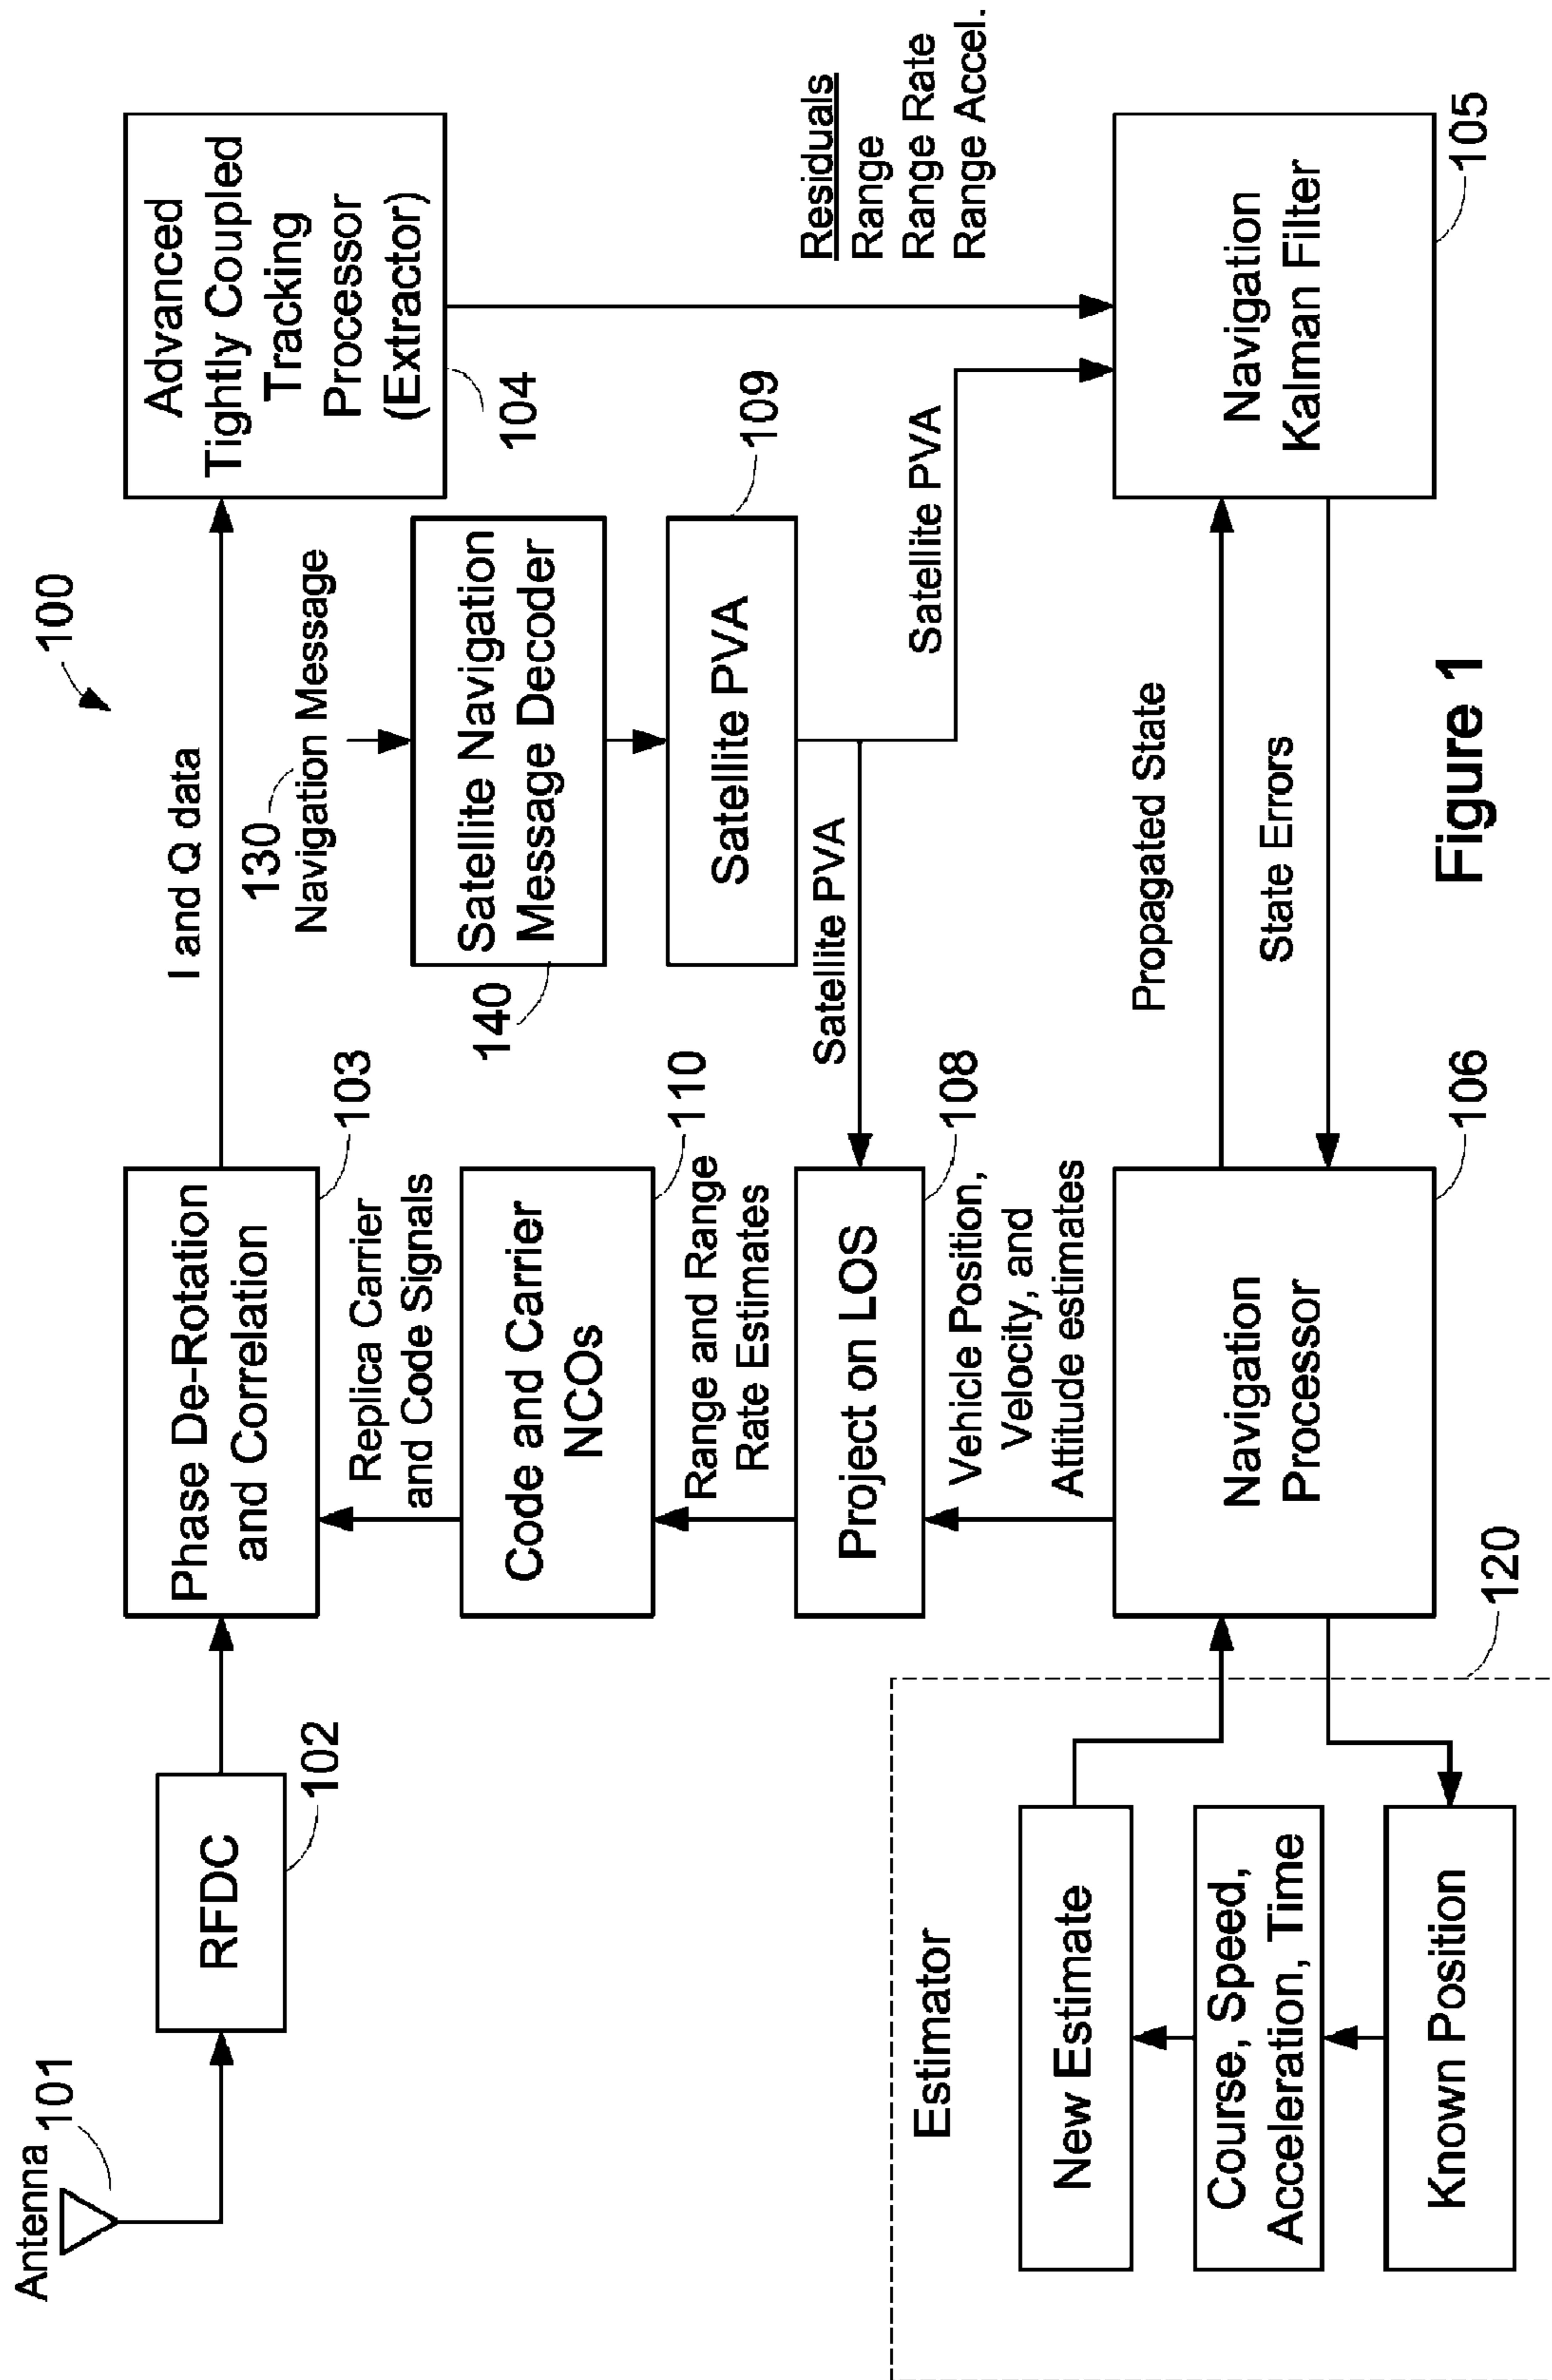 100
Antenna
101
RFDC
102
Phase De-Rotation
and Correlation
103
I and Q data
Advanced
Tightly Coupled
Tracking
Processor
(Extractor)
104
Replica Carrier
and Code Signals
130
Navigation Message
Satellite Navigation
Message Decoder
140
Code and Carrier
NCOs
110
Satellite PVA
109
Range and Range
Rate Estimates
Satellite PVA
Satellite PVA
Project on LOS
108
Residuals
Range
Range Rate
Range Accel.
Vehicle Position,
Velocity, and
Attitude estimates
Estimator
New Estimate
Course, Speed,
Acceleration, Time
Known Position
120
Navigation
Processor
106
Propagated State
State Errors
Navigation
Kalman Filter
105
Figure 1